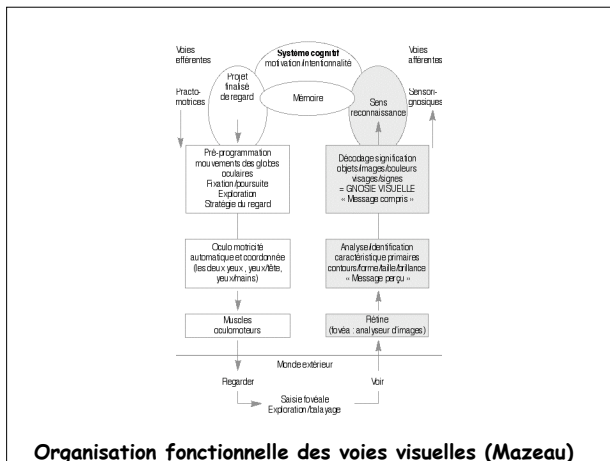 Voies
efférentes
Système cognitif
motivation/intentionnalité
Voies
afférentes
Projet
finalisé
de regard
Mémoire
Practo-
motrices
Sens
reconnaissance
Sensori-
gnosiques
Pré-programmation
mouvements des globes
oculaires
Fixation/poursuite
Exploration
Stratégie du regard
Décodage signification
objets/images/couleurs
visages/signes
= GNOSIE VISUELLE
« Message compris »
Oculo motricité
automatique et coordonnée
(les deux yeux, yeux/tête,
yeux/mains)
Analyse/identification
caractéristique primaires
contours/forme/taille/brillance
« Message perçu »
Muscles
oculomoteurs
Rétine
(fovéa : analyseur d'images)
Monde extérieur
Regarder
Voir
Saisie fovéale
Exploration/balayage
Organisation fonctionnelle des voies visuelles (Mazeau)